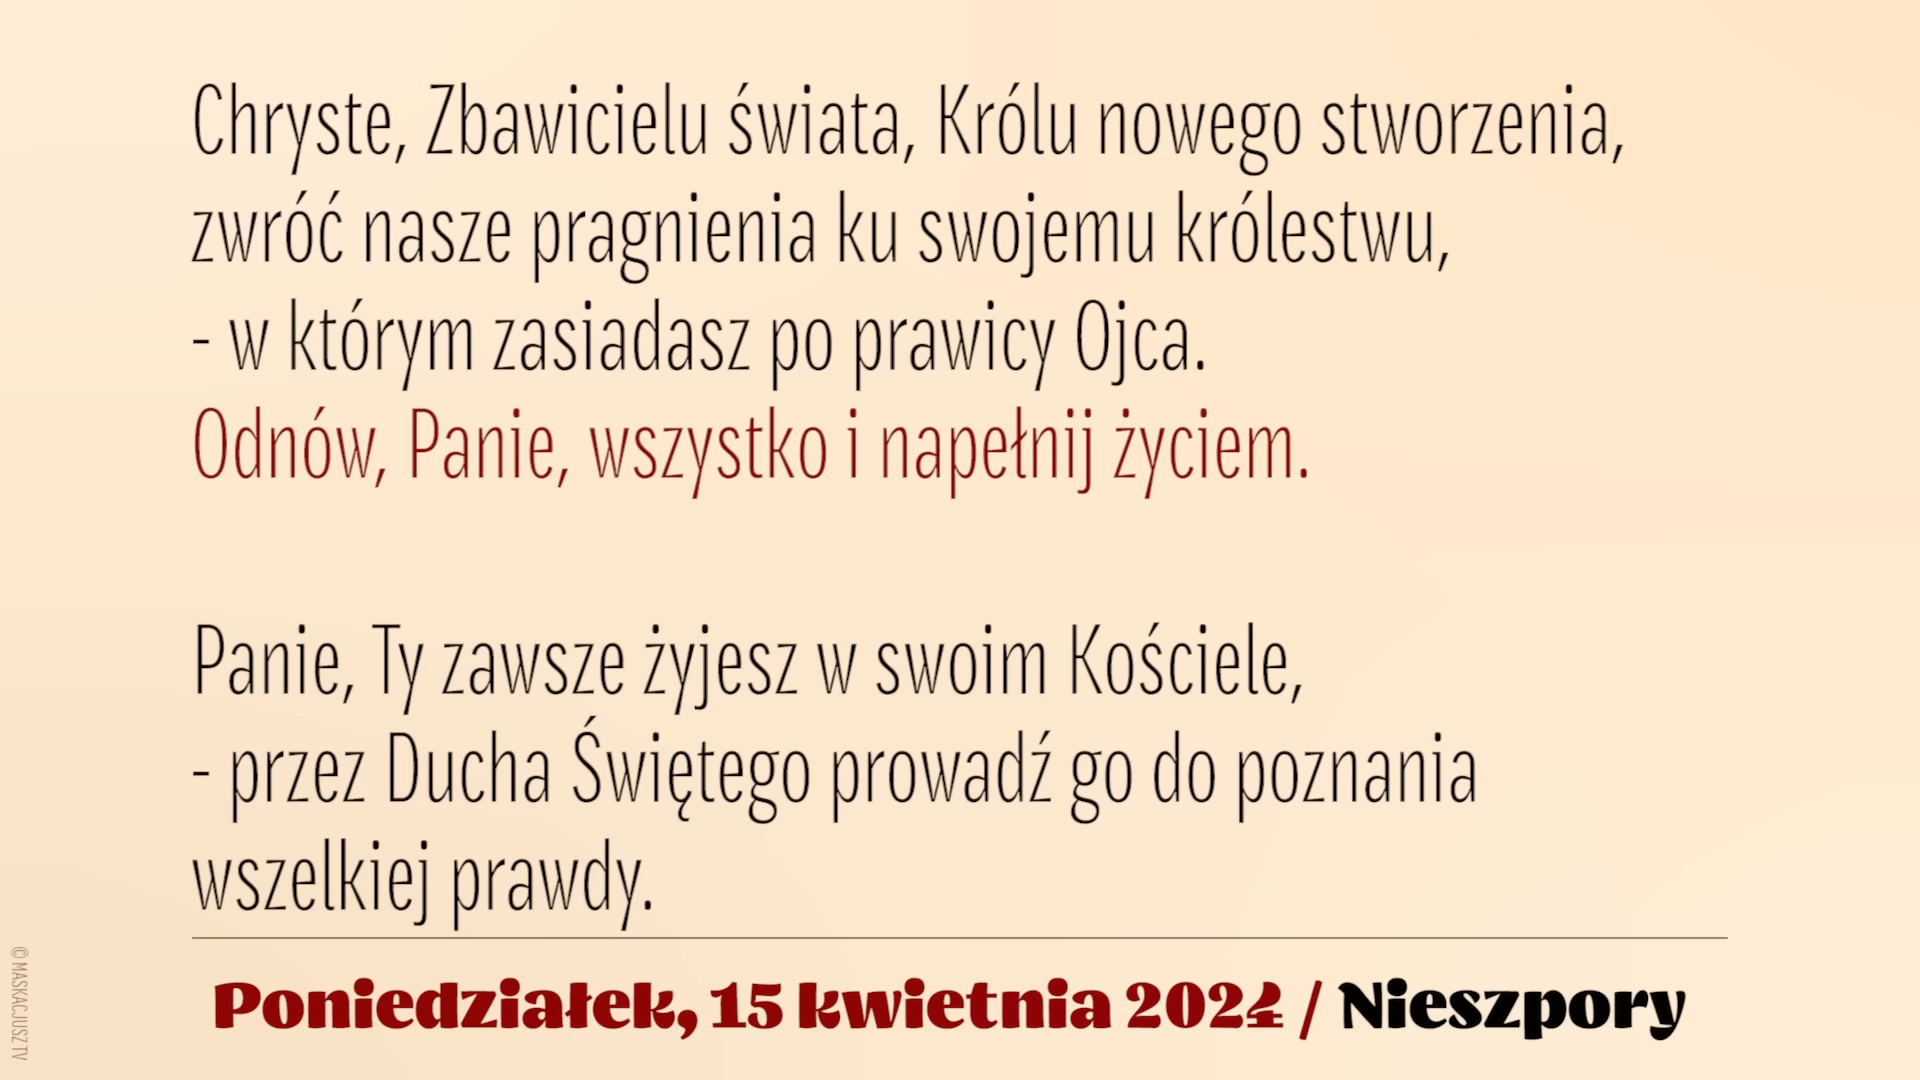 Chryste, Zbawicielu świata, Królu nowego stworzenia,
zwróć nasze pragnienia ku swojemu królestwu,
- w którym zasiadasz po prawicy Ojca.
Odnów, Panie, wszystko i napełnij życiem.
Panie, Ty zawsze żyjesz w swoim Kościele,
- przez Ducha Świętego prowadź go do poznania
wszelkiej prawdy.
Poniedziałek, 15 kwietnia 2024 / Nieszpory
© MASKACJUSZ TV